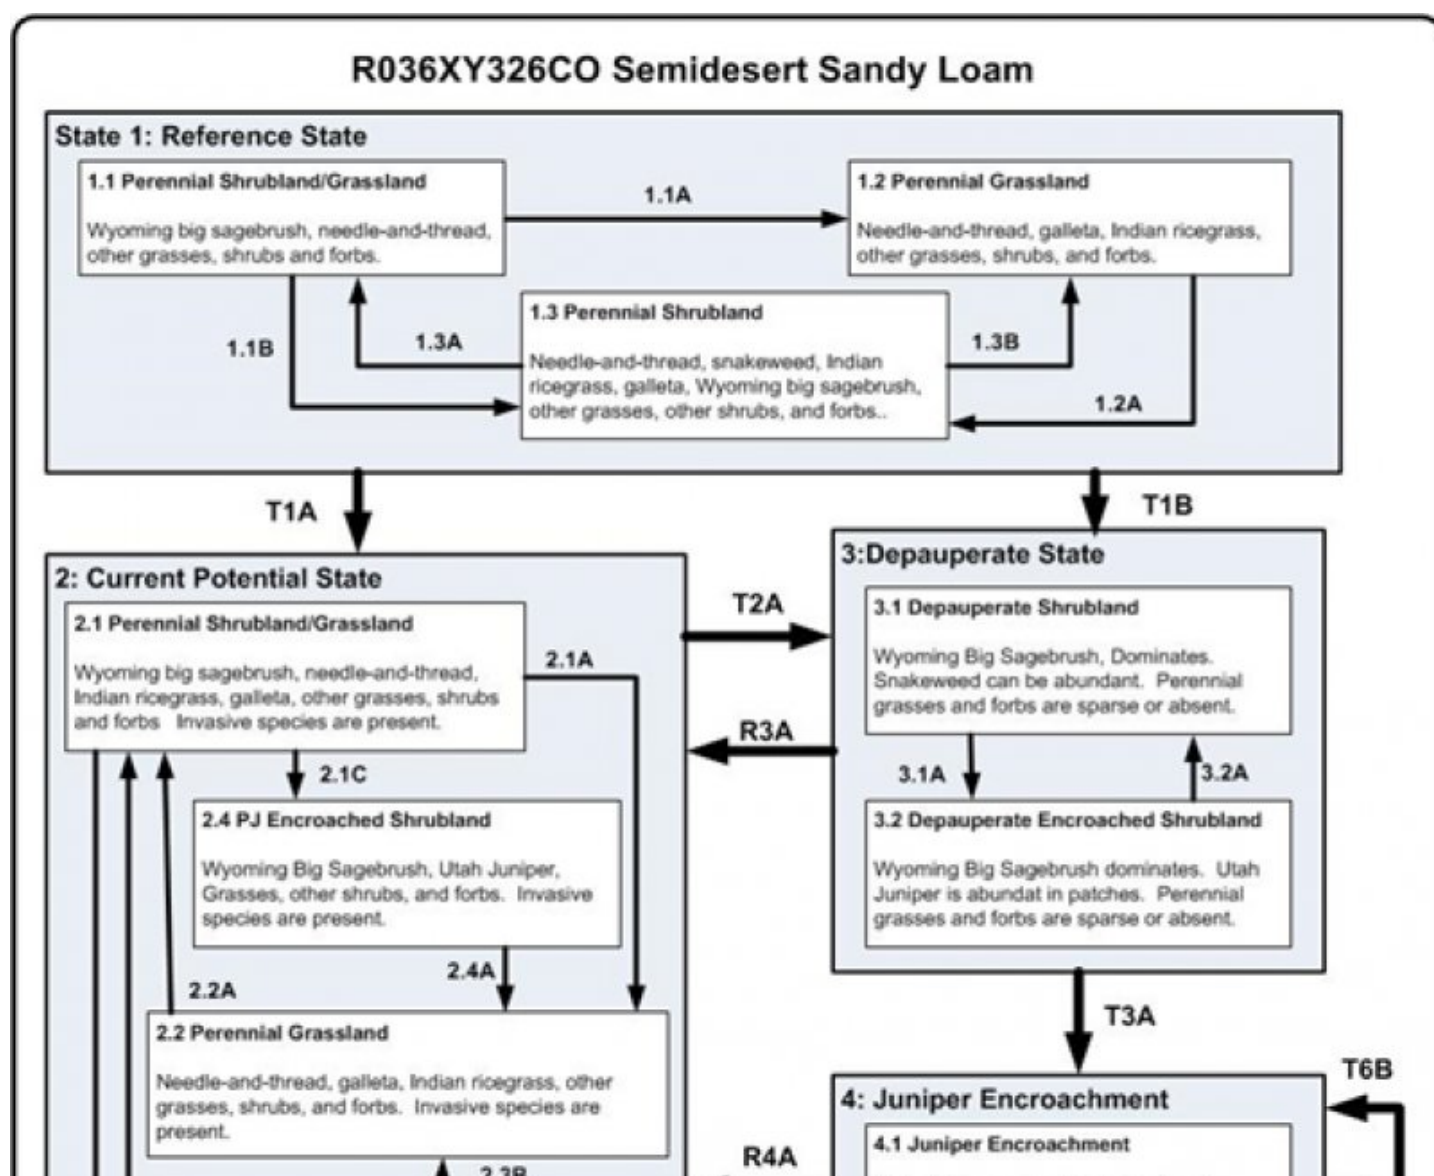 R036XY326CO Semidesert Sandy Loam
State 1: Reference State
1.1 Perennial Shrubland/Grassland
Wyoming big sagebrush, needle-and-thread,
other grasses, shrubs and forbs.
1.1A
1.2 Perennial Grassland
Needle-and-thread, galleta, Indian ricegrass,
other grasses, shrubs, and forbs.
1.1B
1.3A
1.3 Perennial Shrubland
Needle-and-thread, snakeweed, Indian
ricegrass, galleta, Wyoming big sagebrush,
other grasses, other shrubs, and forbs..
1.3B
1.2A
T1A
T1B
2: Current Potential State
2.1 Perennial Shrubland/Grassland
Wyoming big sagebrush, needle-and-thread,
Indian ricegrass, galleta, other grasses, shrubs
and forbs Invasive species are present.
2.1A
2.1C
2.4 PJ Encroached Shrubland
Wyoming Big Sagebrush, Utah Juniper,
Grasses, other shrubs, and forbs. Invasive
species are present.
2.4A
2.2A
2.2 Perennial Grassland
Needle-and-thread, galleta, Indian ricegrass, other
grasses, shrubs, and forbs. Invasive species are
present.
2.3B
T2A
R3A
3:Depauperate State
3.1 Depauperate Shrubland
Wyoming Big Sagebrush, Dominates.
Snakeweed can be abundant. Perennial
grasses and forbs are sparse or absent.
3.1A
3.2A
3.2 Depauperate Encroached Shrubland
Wyoming Big Sagebrush dominates. Utah
Juniper is abundat in patches. Perennial
grasses and forbs are sparse or absent.
T3A
T6B
4: Juniper Encroachment
4.1 Juniper Encroachment
R4A